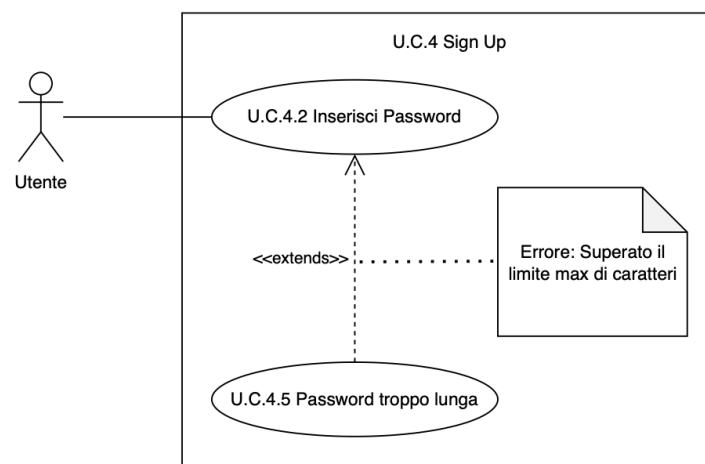 U.C.4 Sign Up
U.C.4.2 Inserisci Password
Utente
<<extends>>
Errore: Superato il
limite max di caratteri
U.C.4.5 Password troppo lunga